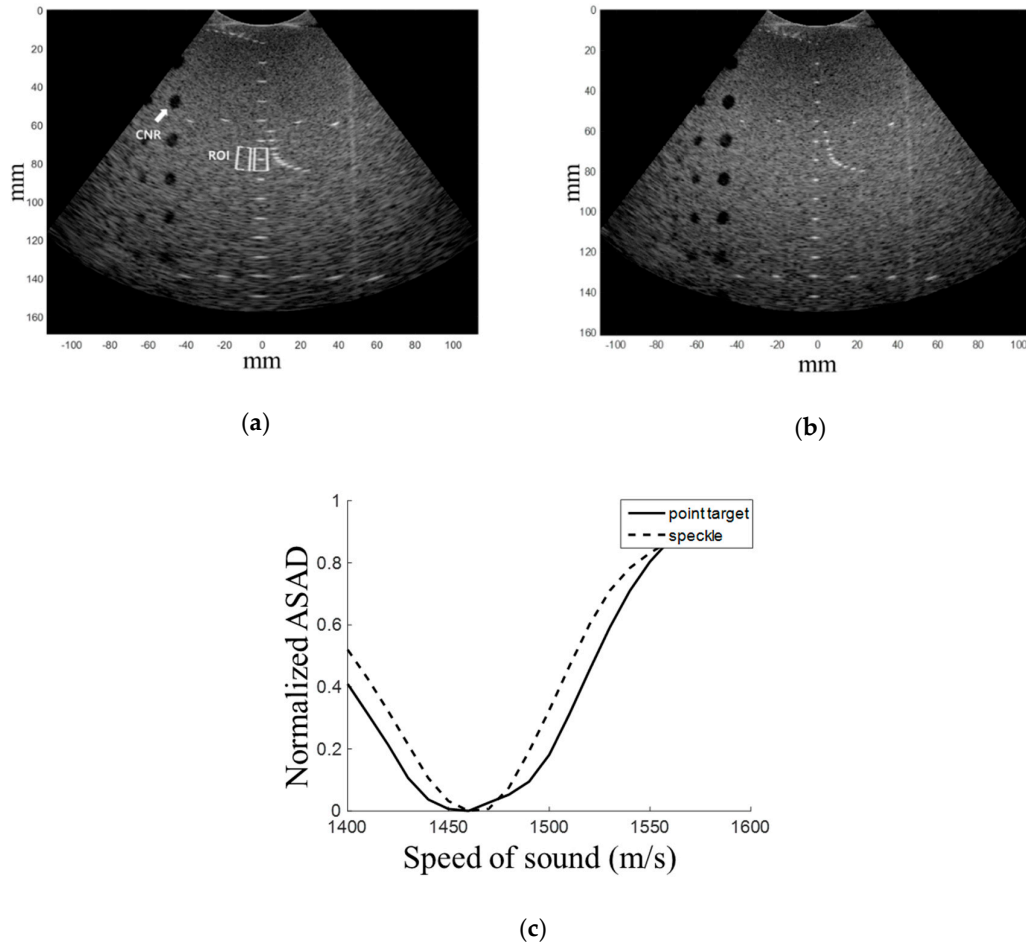 0
20
40
60
80
100
120
140
160
mm
CNR
ROI
-100 -80 -60 -40 -20 0 20 40 60 80 100
mm
(a)
0
20
40
60
80
100
120
140
160
mm
-100 -80 -60 -40 -20 0 20 40 60 80 100
mm
(b)
1
0.8
0.6
0.4
0.2
0
Normalized ASAD
point target
speckle
1400 1450 1500 1550 1600
Speed of sound (m/s)
(c)